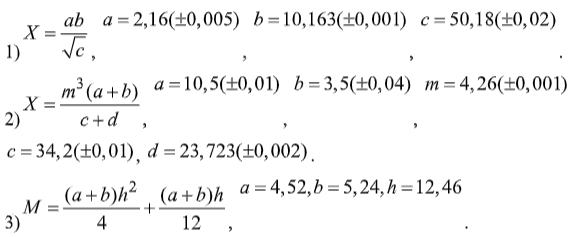 1) X = ab/√c, a = 2,16(±0,005) , b = 10,163(±0,001) , c = 50,18(±0,02) .
2) X = m³(a+b)/(c+d) , a = 10,5(±0,01) , b = 3,5(±0,04) , m = 4,26(±0,001)
c = 34,2(±0,01), d = 23,723(±0,002).
3) M = (a+b)h²/4 + (a+b)h/12 , a = 4,52, b = 5,24, h = 12,46 .